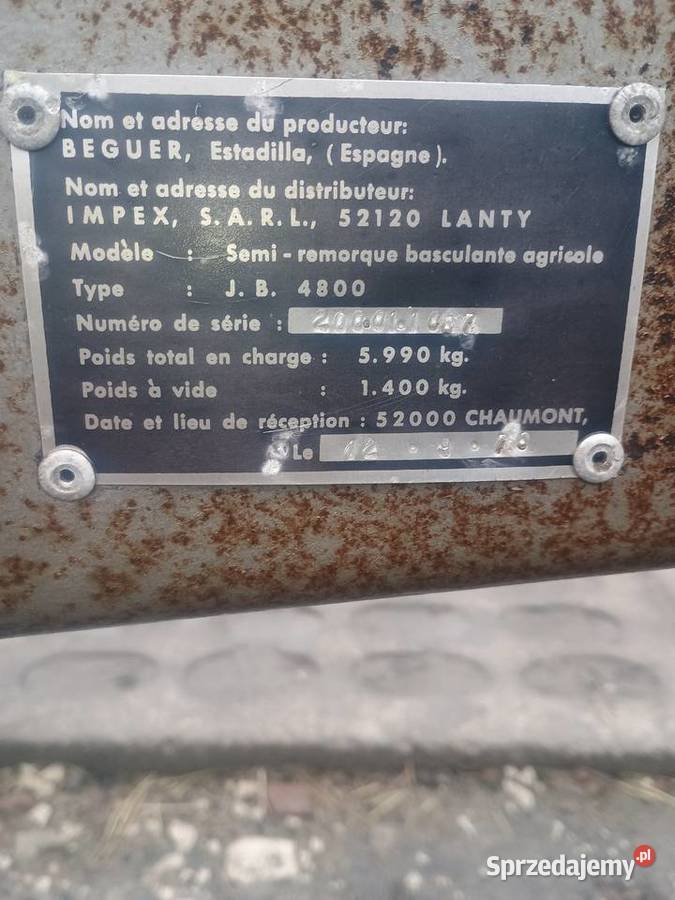 Nom et adresse du producteur:
BEGUER, Estadilla, (Espagne).
Nom et adresse du distributeur:
IMPEX, S.A.R.L., 52120 LANTY
Modèle : Semi-remorque basculante agricole
Type : J.B. 4800
Numéro de série :
Poids total en charge : 5.990 kg.
Poids à vide : 1.400 kg.
Date et lieu de réception : 52000 CHAUMONT,
Le
Sprzedajemy.pl